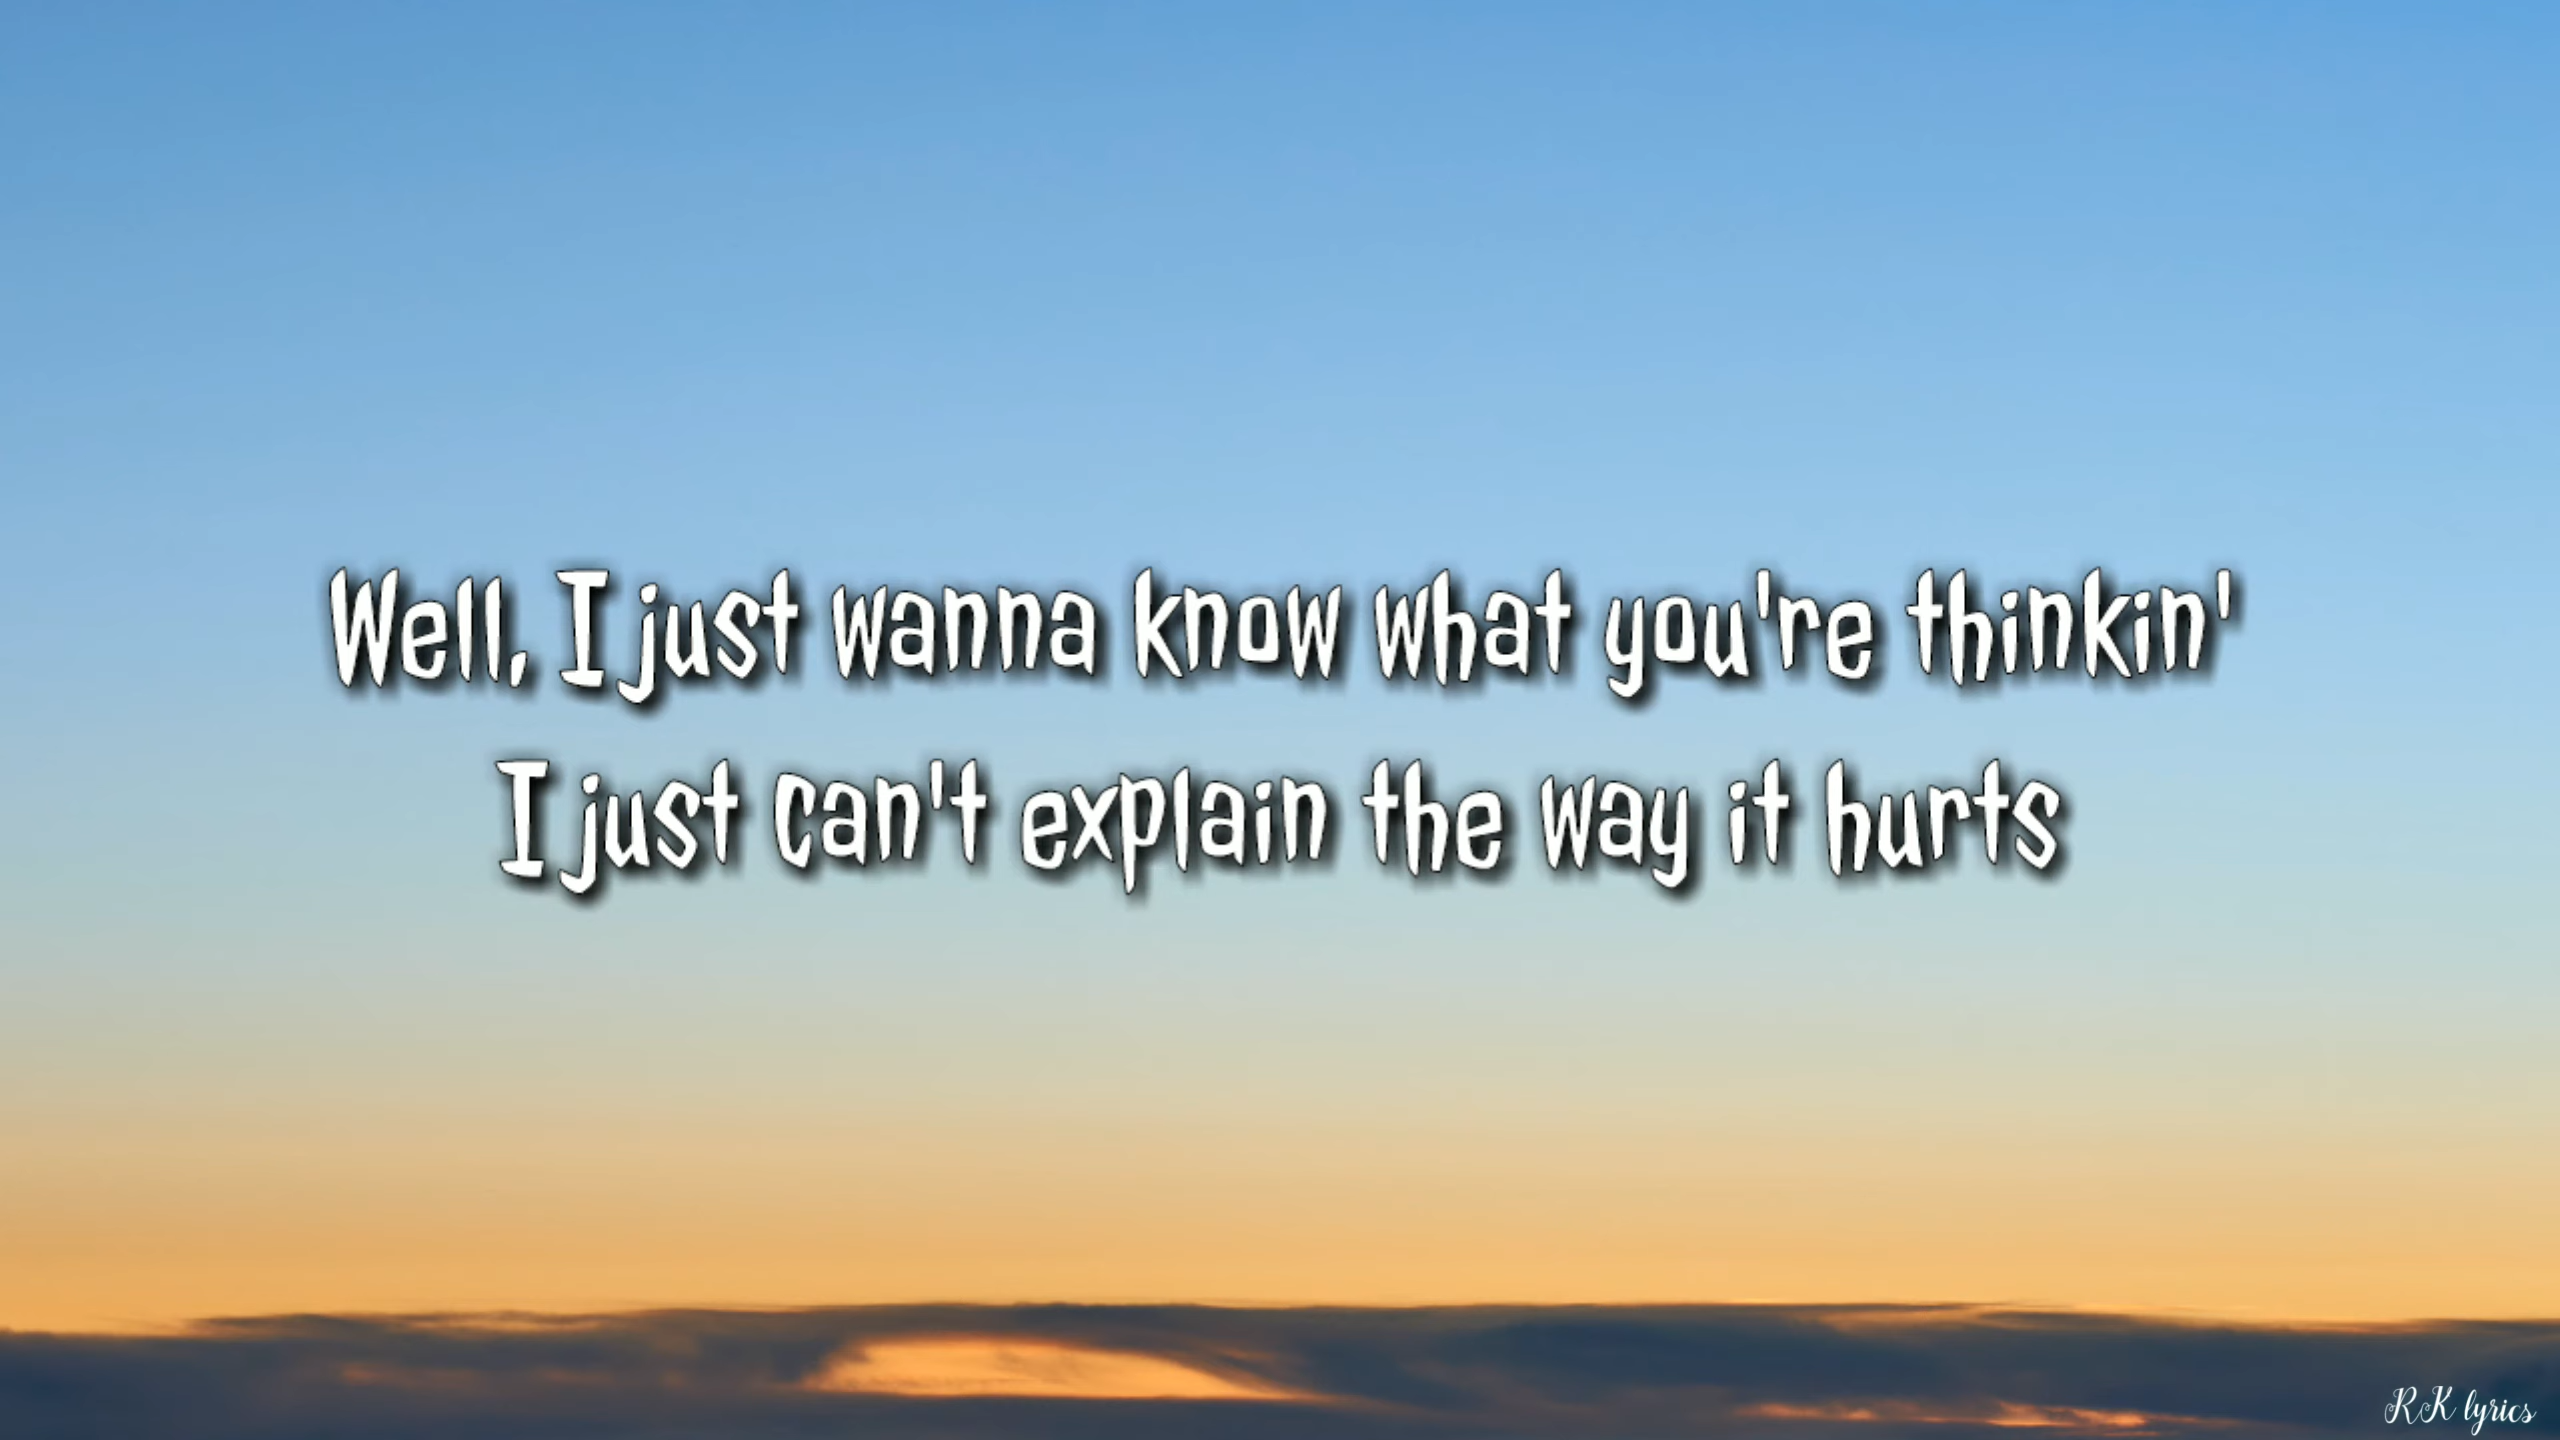 Well, I just wanna know what you're thinkin'
I just can't explain the way it hurts
RK lyrics